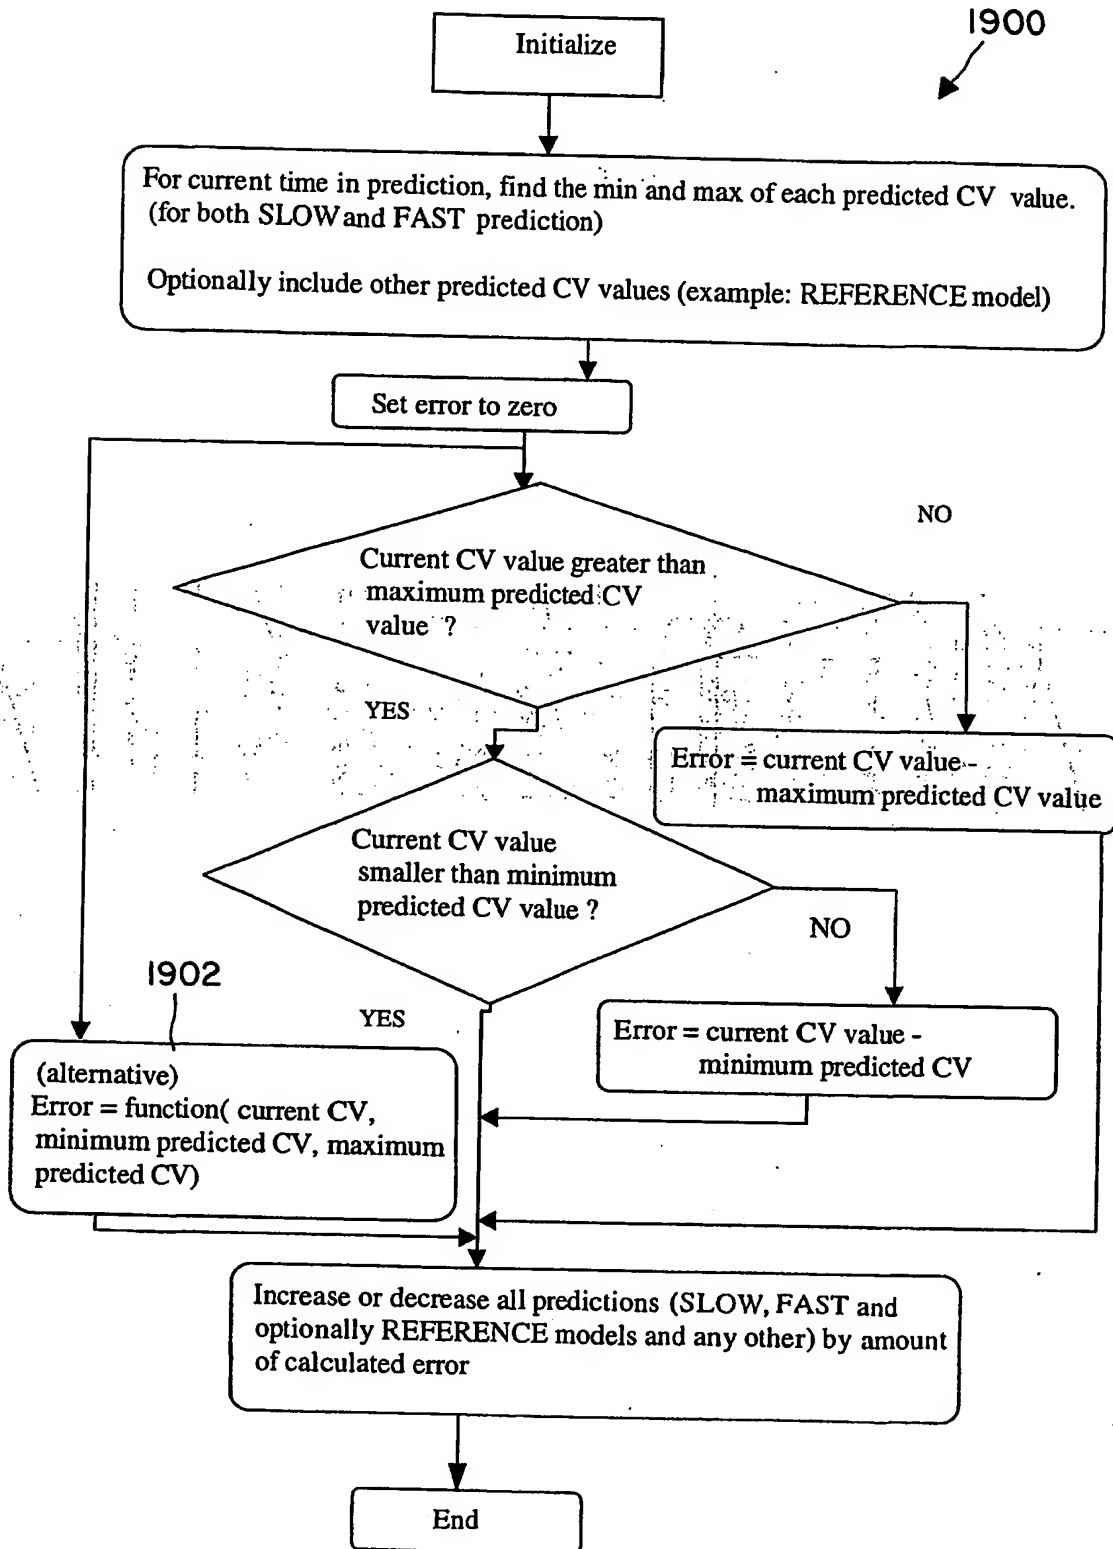 1900
Initialize
For current time in prediction, find the min and max of each predicted CV value.
(for both SLOW and FAST prediction)
Optionally include other predicted CV values (example: REFERENCE model)
Set error to zero
NO
Current CV value greater than
maximum predicted CV
value ?
YES
Error = current CV value -
maximum predicted CV value
Current CV value
smaller than minimum
predicted CV value ?
NO
1902
YES
Error = current CV value -
minimum predicted CV
(alternative)
Error = function( current CV,
minimum predicted CV, maximum
predicted CV)
Increase or decrease all predictions (SLOW, FAST and
optionally REFERENCE models and any other) by amount
of calculated error
End